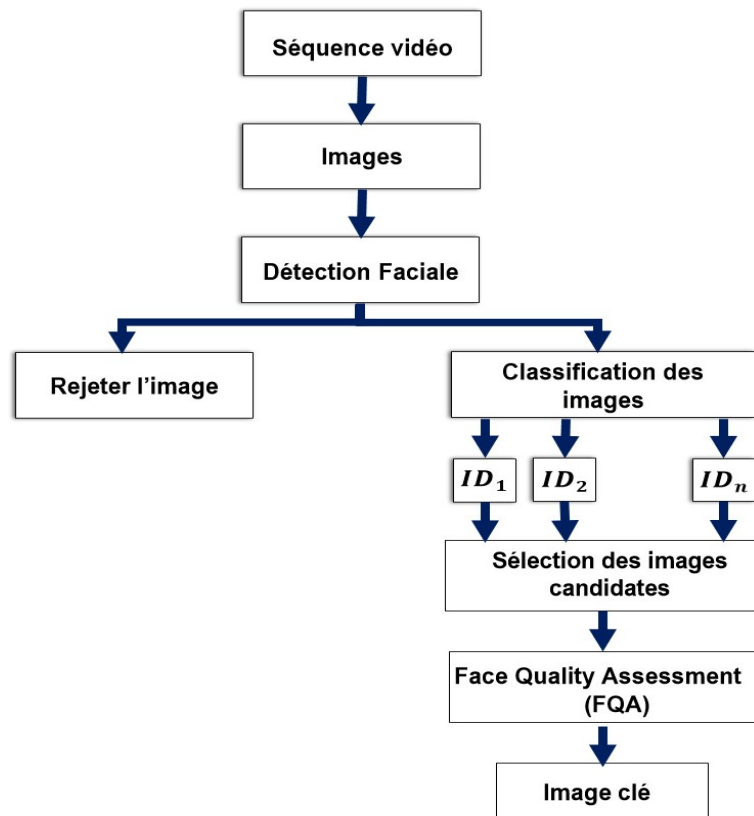 Séquence vidéo
Images
Détection Faciale
Rejeter l’image
Classification des
images
ID₁
ID₂
IDₙ
Sélection des images
candidates
Face Quality Assessment
(FQA)
Image clé